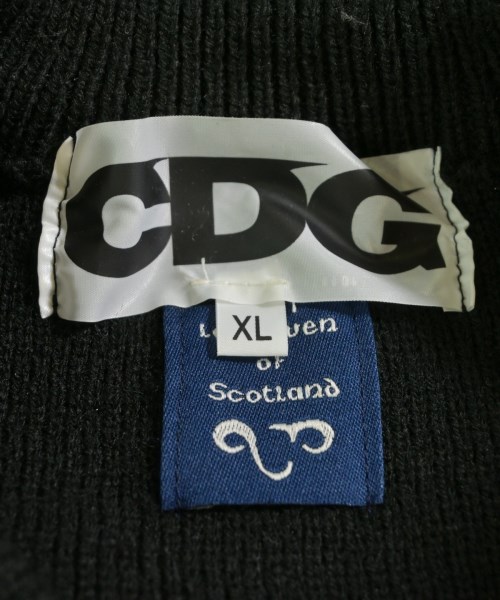 CDG
XL
of
Scotland